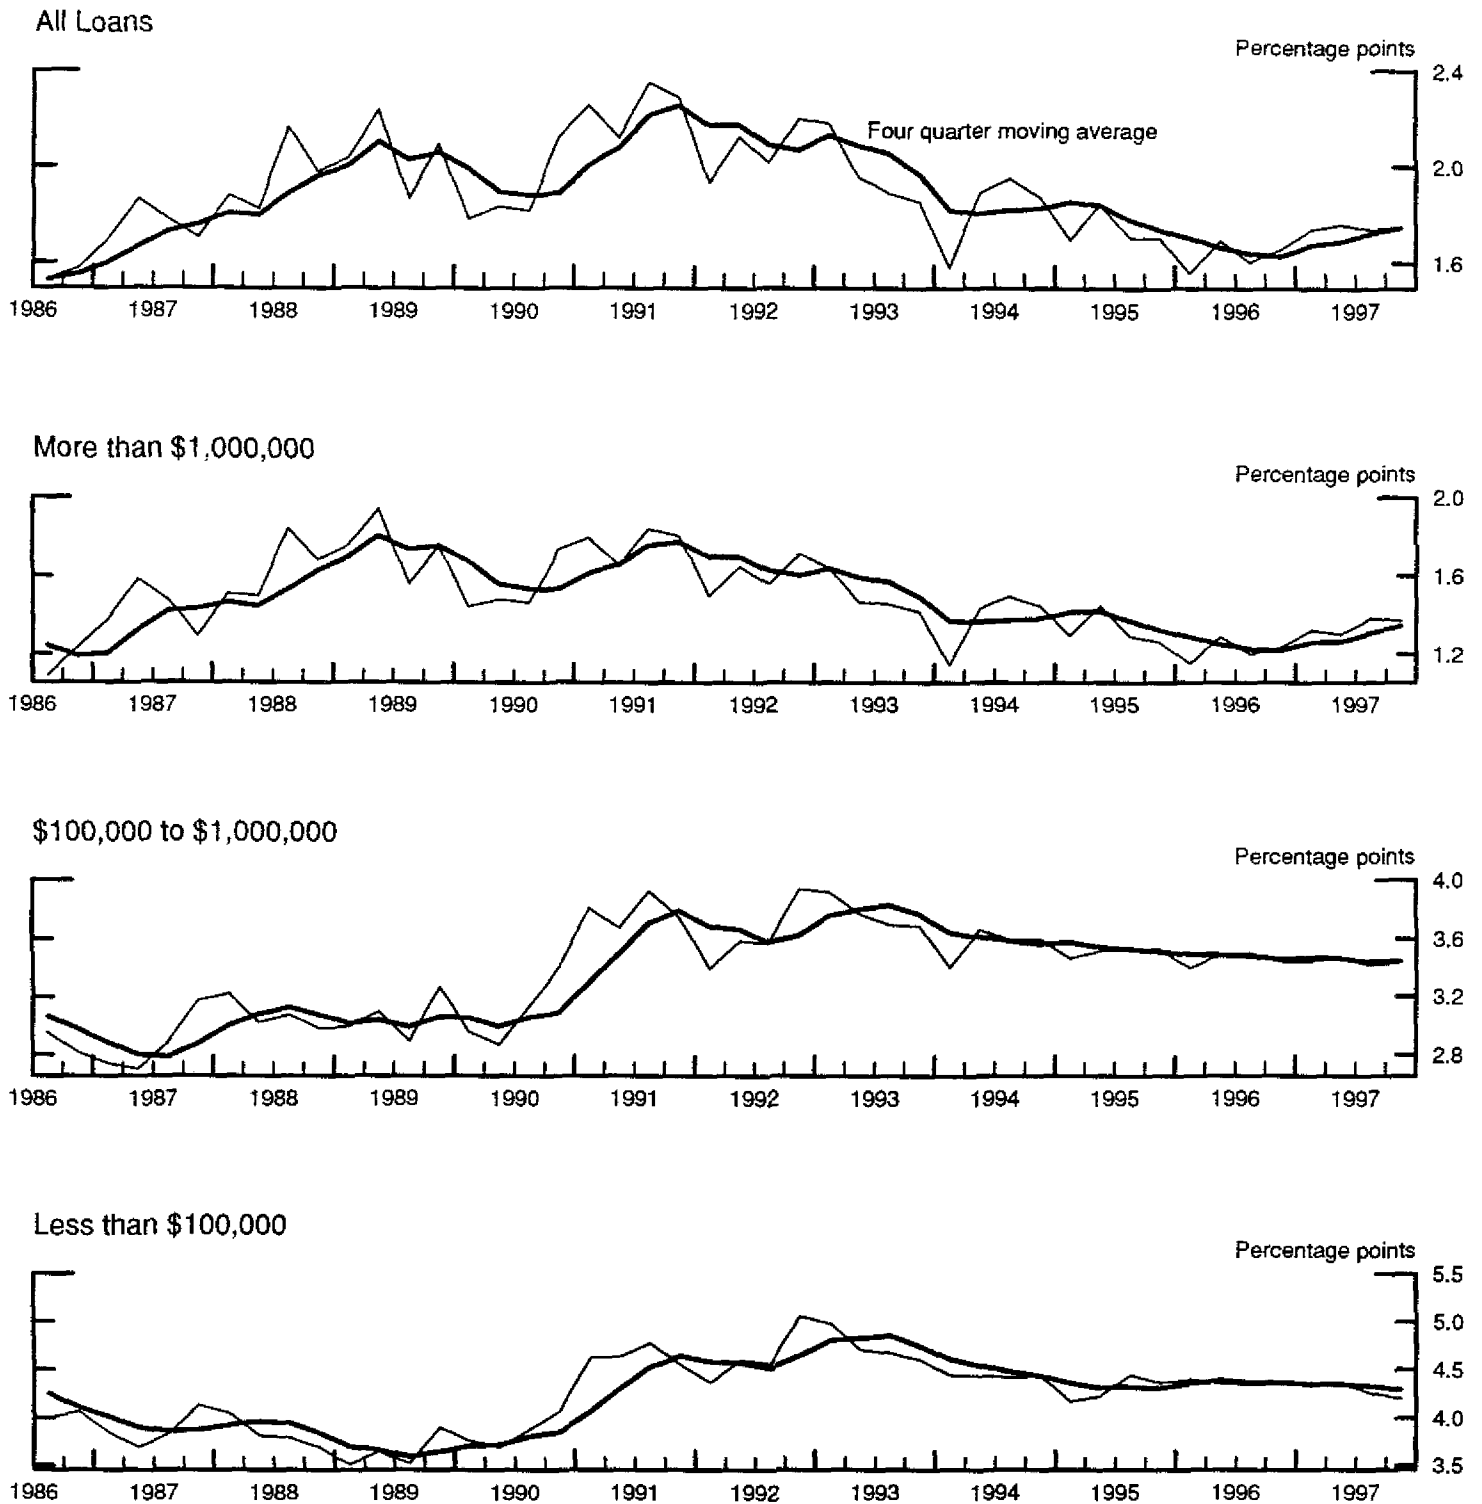 All Loans
Percentage points
2.4
Four quarter moving average
2.0
1.6
1986 1987 1988 1989 1990 1991 1992 1993 1994 1995 1996 1997
More than $1,000,000
Percentage points
2.0
1.6
1.2
1986 1987 1988 1989 1990 1991 1992 1993 1994 1995 1996 1997
$100,000 to $1,000,000
Percentage points
4.0
3.6
3.2
2.8
1986 1987 1988 1989 1990 1991 1992 1993 1994 1995 1996 1997
Less than $100,000
Percentage points
5.5
5.0
4.5
4.0
3.5
1986 1987 1988 1989 1990 1991 1992 1993 1994 1995 1996 1997